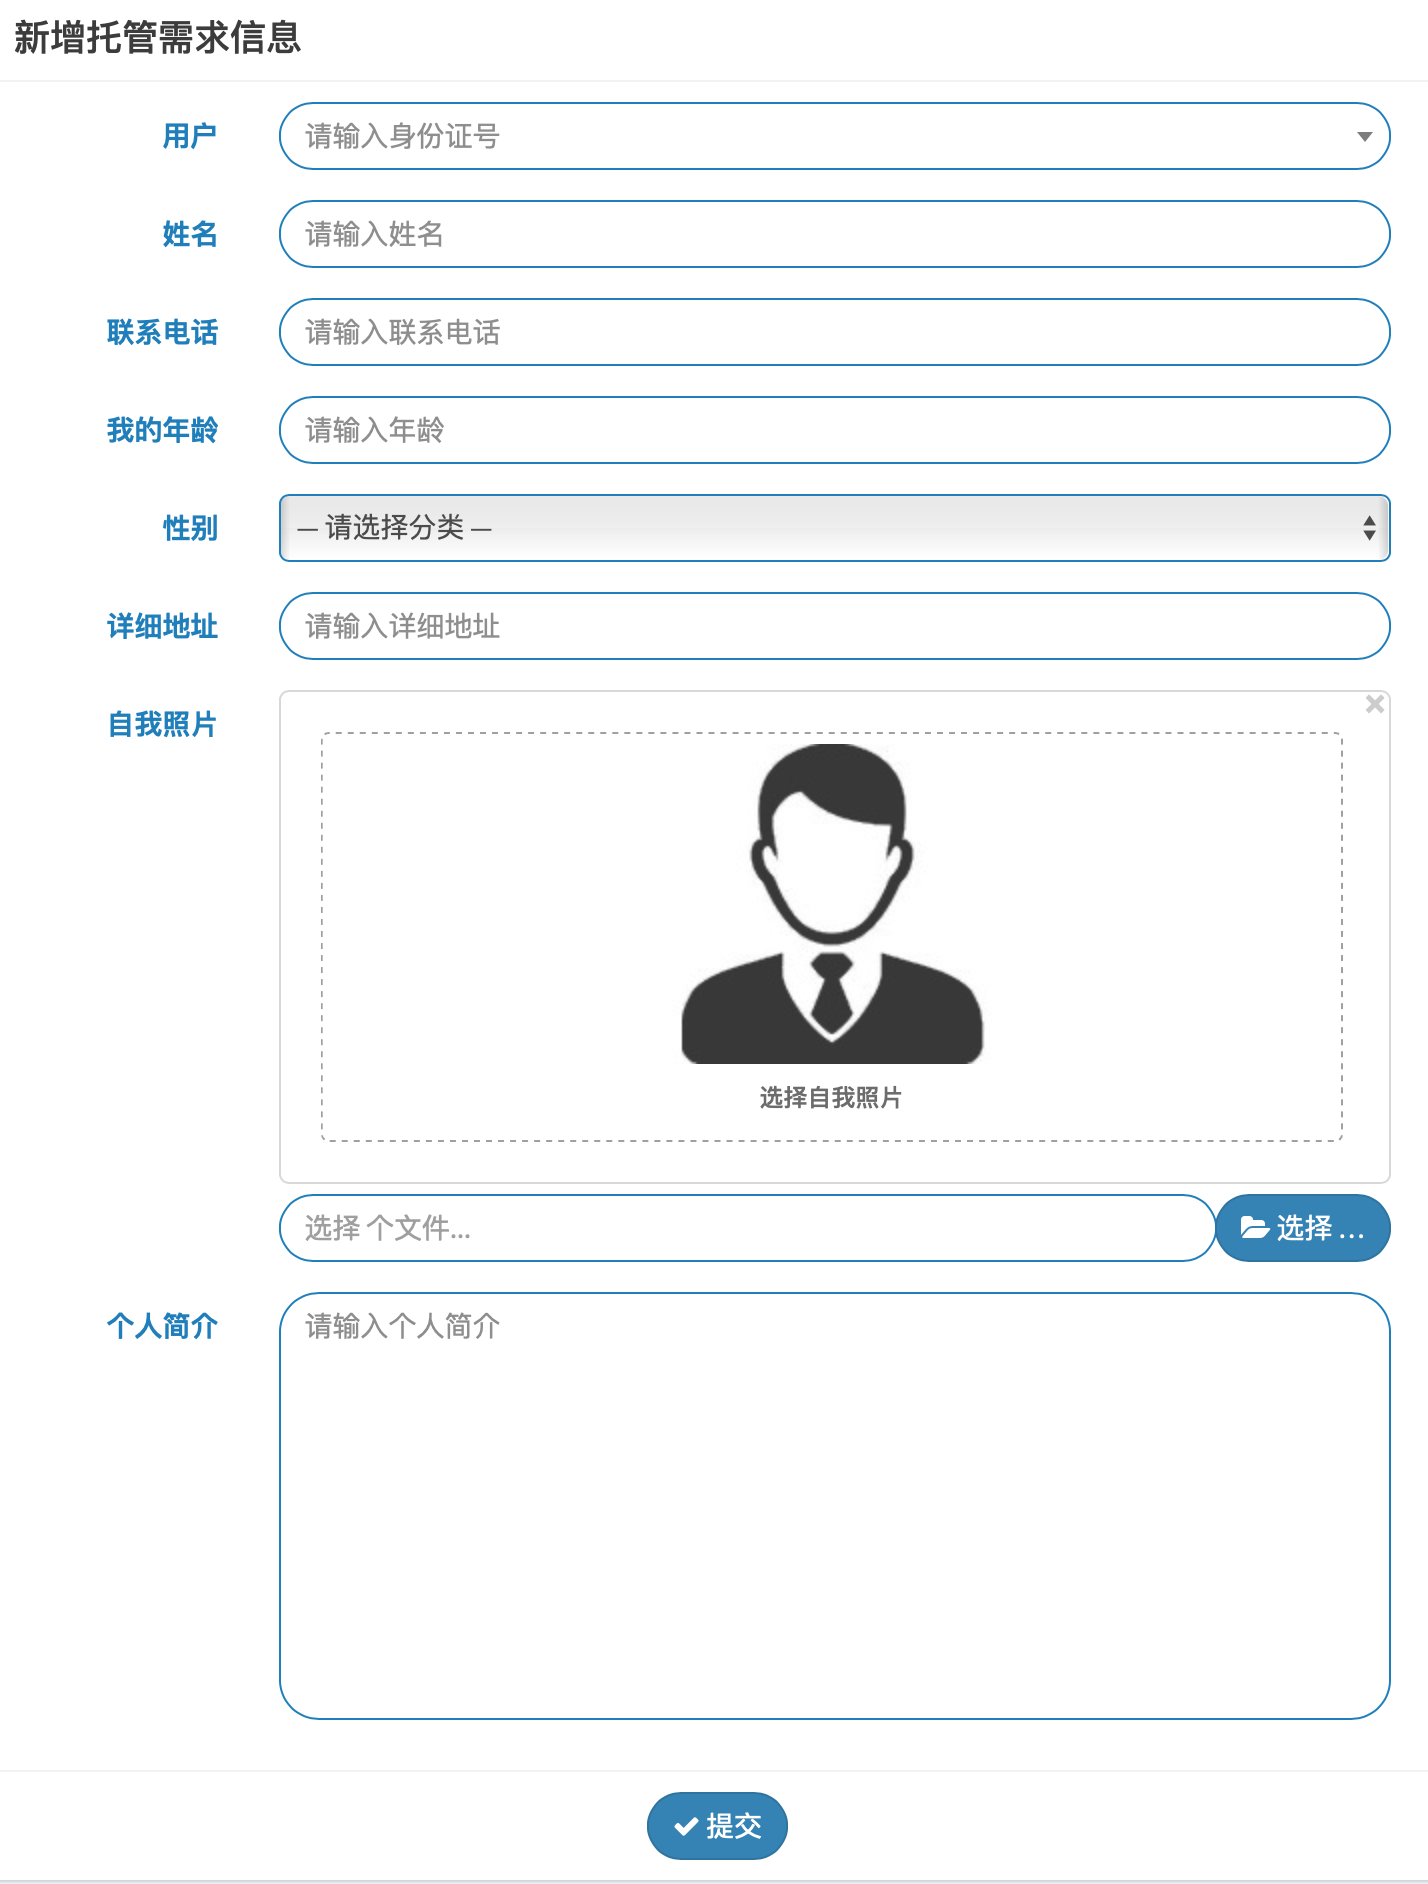 新增托管需求信息
用户
请输入身份证号
姓名
请输入姓名
联系电话
请输入联系电话
我的年龄
请输入年龄
性别
— 请选择分类 —
详细地址
请输入详细地址
自我照片
选择自我照片
选择 个文件...
选择 ...
个人简介
请输入个人简介
提交